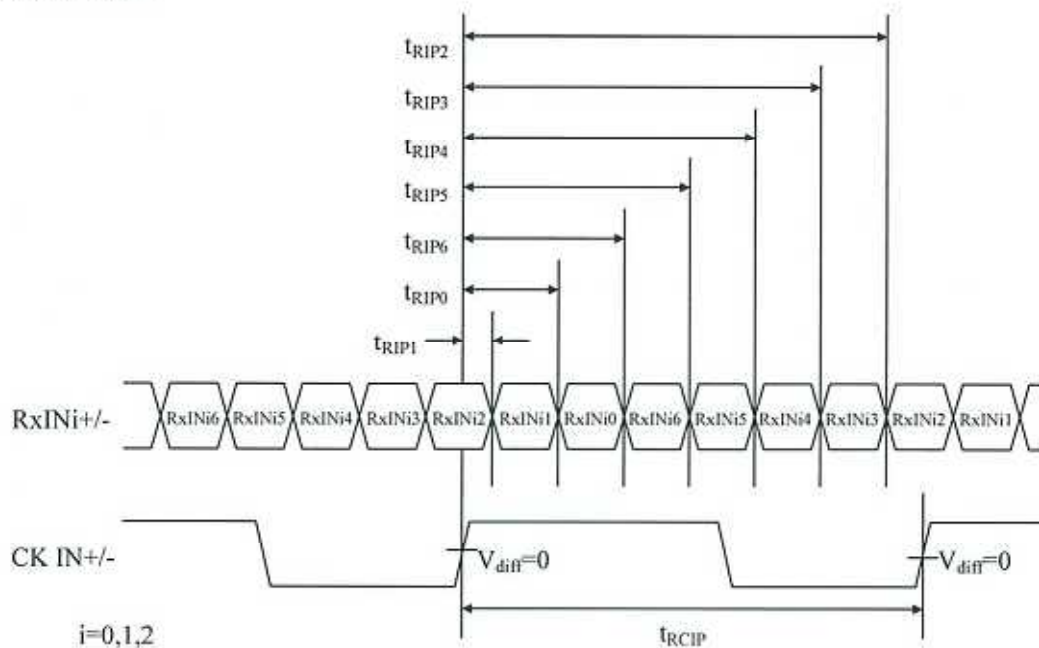 tRIP2
tRIP3
tRIP4
tRIP5
tRIP6
tRIP0
tRIP1
RxINi+/- RxINi6 RxINi5 RxINi4 RxINi3 RxINi2 RxINi1 RxINi0 RxINi6 RxINi5 RxINi4 RxINi3 RxINi2 RxINi1
CK IN+/- Vdiff=0 Vdiff=0
i=0,1,2 tRCIP